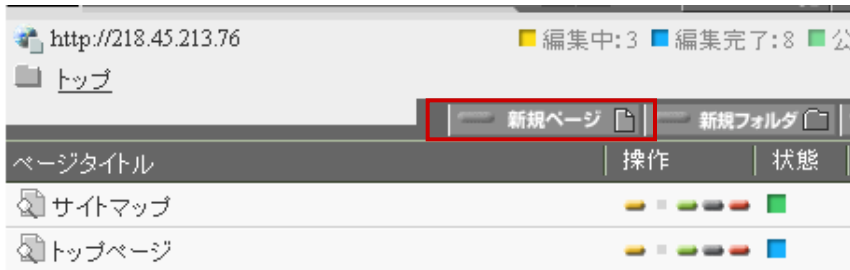 http://218.45.213.76 編集中:3 編集完了:8 公
トップ
新規ページ 新規フォルダ
ページタイトル 操作 状態
サイトマップ
トップページ